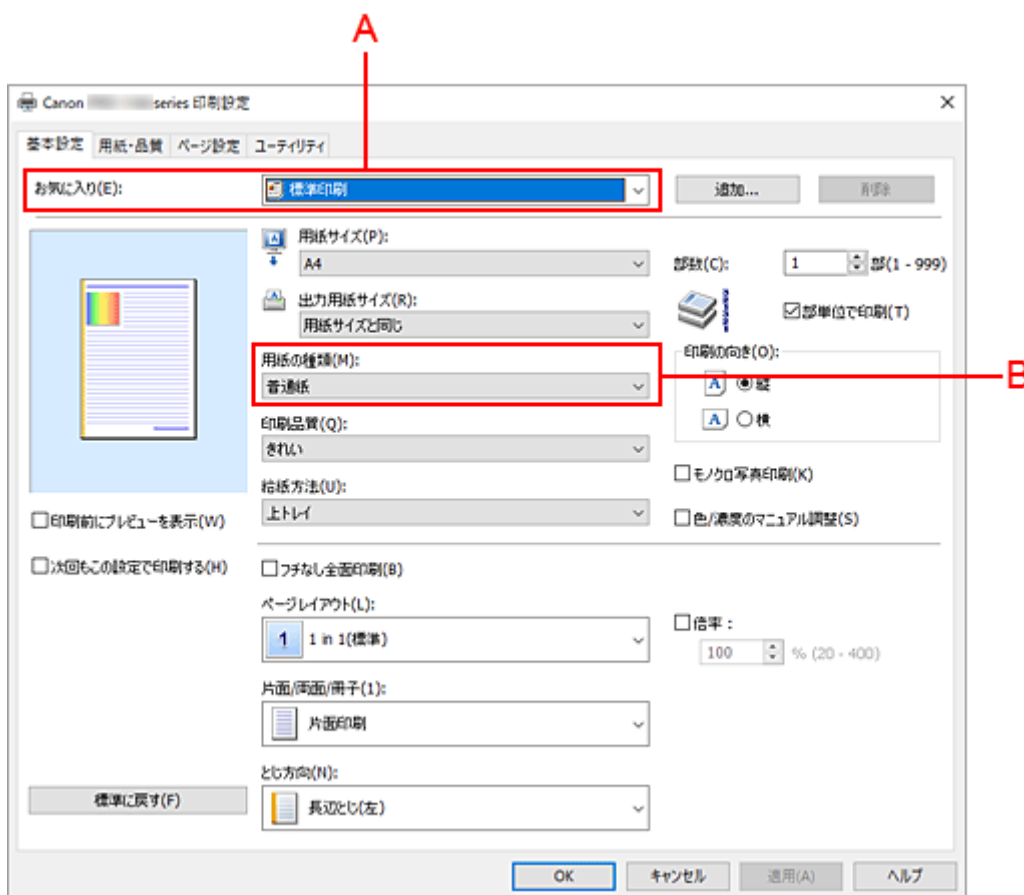 A
Canon series 印刷設定
基本設定 用紙・品質 ページ設定 ユーティリティ
お気に入り(E): 標準印刷 追加... 削除
用紙サイズ(P):
A4
部数(C): 1 部(1 - 999)
出力用紙サイズ(R):
用紙サイズと同じ
部単位で印刷(T)
用紙の種類(M):
普通紙
印刷の向き(O):
A 縦
B
A 横
印刷品質(Q):
きれい
給紙方法(U):
上トレイ
モノクロ写真印刷(K)
色/濃度のマニュアル調整(S)
印刷前にプレビューを表示(W)
次回もこの設定で印刷する(H)
フチなし全面印刷(B)
ページレイアウト(L):
1 1 in 1(標準)
倍率：
100 % (20 - 400)
片面/両面/冊子(1):
片面印刷
とじ方向(N):
長辺とじ(左)
標準に戻す(F)
OK キャンセル 適用(A) ヘルプ